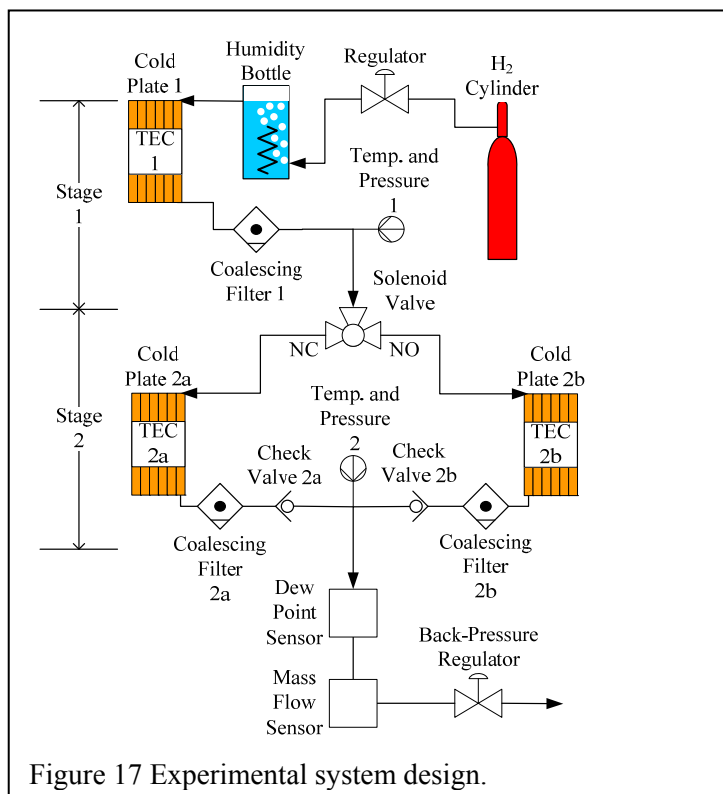 Cold
Plate 1
Humidity
Bottle
Regulator
H2
Cylinder
TEC
1
Temp. and
Pressure
1
Stage
1
Coalescing
Filter 1
Solenoid
Valve
NC
NO
Cold
Plate 2a
Cold
Plate 2b
Temp. and
Pressure
2
Stage
2
TEC
2a
TEC
2b
Check
Valve 2a
Check
Valve 2b
Coalescing
Filter
2a
Coalescing
Filter
2b
Dew
Point
Sensor
Back-Pressure
Regulator
Mass
Flow
Sensor
Figure 17 Experimental system design.